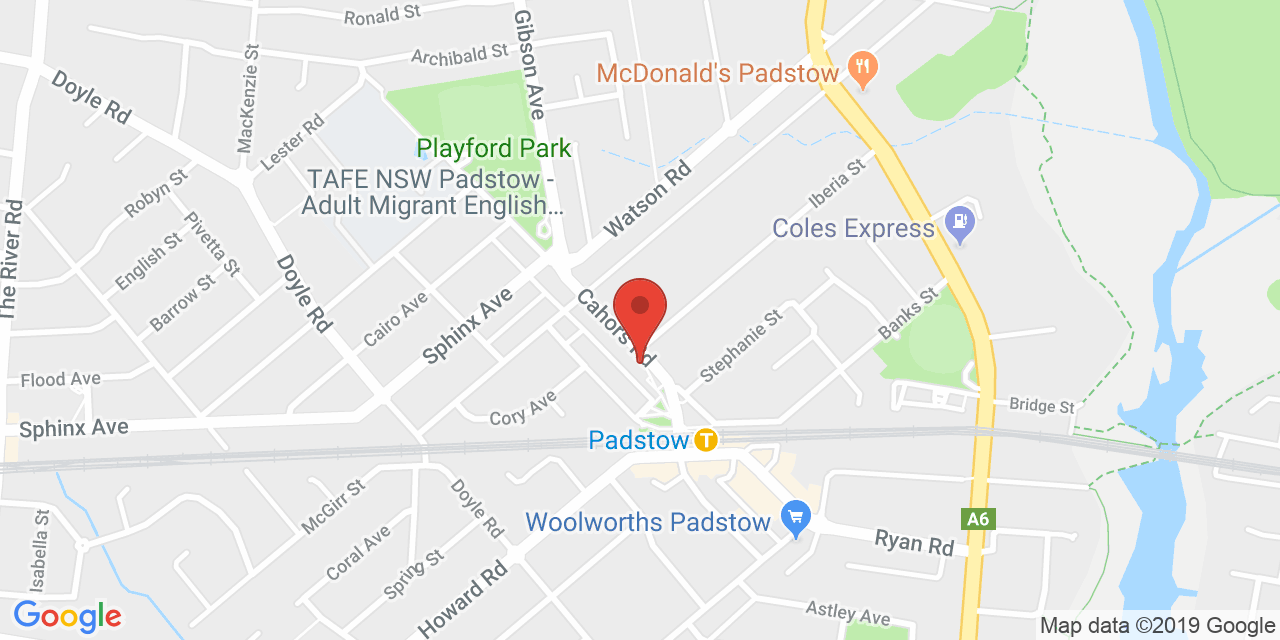 Ronald St
Gibson Ave
MacKenzie St
Archibald St
McDonald's Padstow
Doyle Rd
Lester Rd
Playford Park
TAFE NSW Padstow -
Adult Migrant English...
Robyn St
Pivetta St
Watson Rd
Iberia St
Coles Express
The River Rd
English St
Barrow St
Doyle Rd
Cairo Ave
Sphinx Ave
Cahors Rd
Stephanie St
Banks St
Flood Ave
Cory Ave
Bridge St
Sphinx Ave
Padstow
T
McGirr St
Doyle Rd
Woolworths Padstow
A6
Ryan Rd
Isabella St
Coral Ave
Spring St
Howard Rd
Astley Ave
Google
Map data ©2019 Google